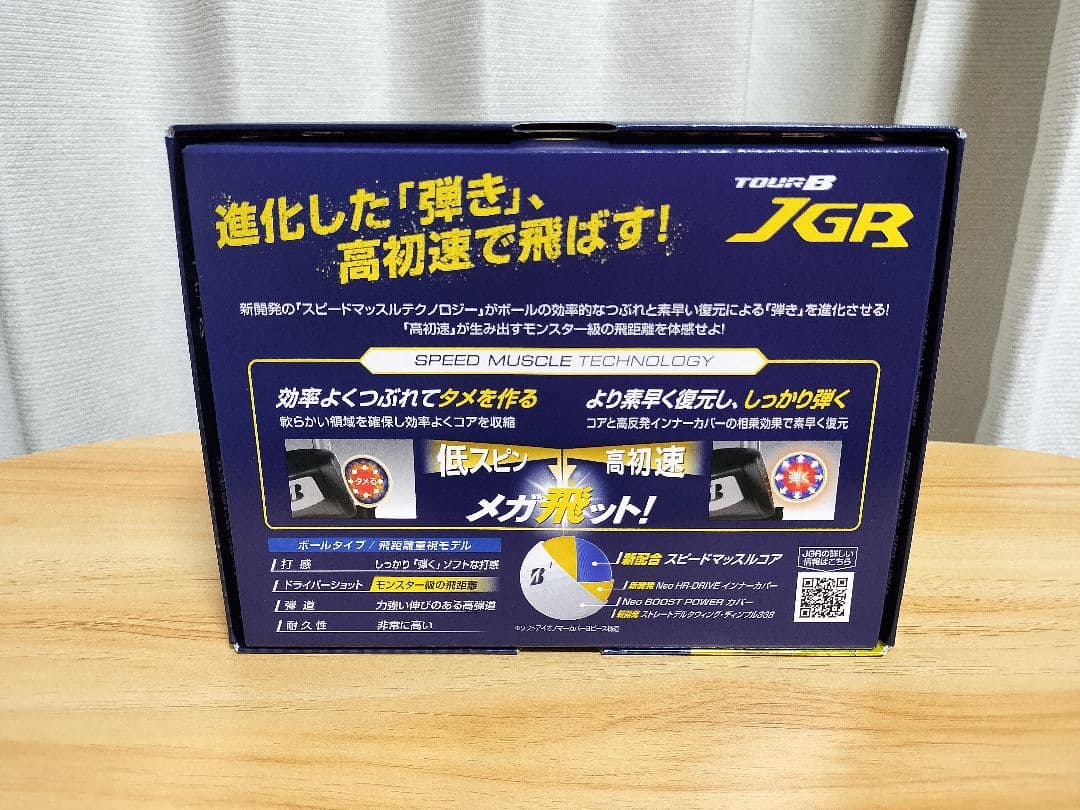 進化した「弾き」、
高初速で飛ばす!
TOUR B
JGR
新開発の「スピードマッスルテクノロジー」がボールの効率的なつぶれと素早い復元による「弾き」を進化させる!
「高初速」が生み出すモンスター級の飛距離を体感せよ!
SPEED MUSCLE TECHNOLOGY
効率よくつぶれてタメを作る
軟らかい領域を確保し効率よくコアを収縮
より素早く復元し、しっかり弾く
コアと高反発インナーカバーの相乗効果で素早く復元
B
タメる
低スピン
高初速
B
弾く
メガ飛ット!
ボールタイプ / 飛距離重視モデル
打感 しっかり「弾く」ソフトな打感
ドライバーショット モンスター級の飛距離
弾道 力強い伸びのある高弾道
耐久性 非常に高い
B
新配合 スピードマッスルコア
新開発 Neo HR-DRIVE インナーカバー
Neo BOOST POWER カバー
新開発 ストレートデルタウィング・ディンプル338
JGRの詳しい
情報はこちら